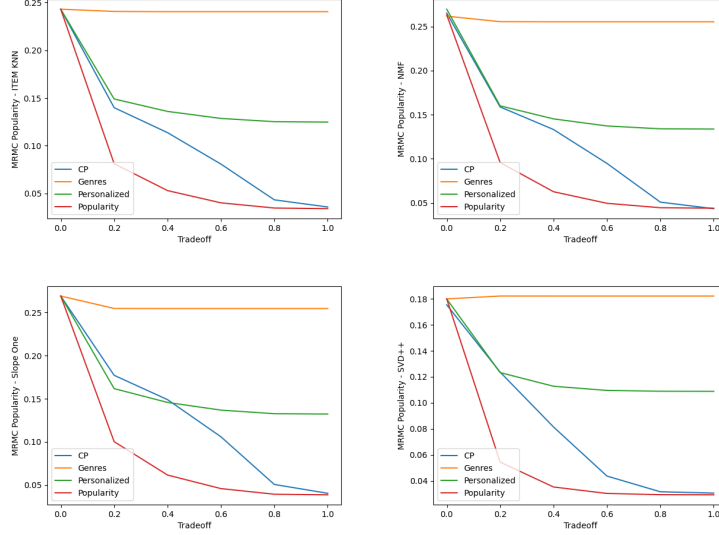 0.25
0.20
0.15
0.10
0.05
MRMC Popularity - ITEM KNN
CP
Genres
Personalized
Popularity
0.0 0.2 0.4 0.6 0.8 1.0
Tradeoff
0.25
0.20
0.15
0.10
0.05
MRMC Popularity - NMF
CP
Genres
Personalized
Popularity
0.0 0.2 0.4 0.6 0.8 1.0
Tradeoff
0.25
0.20
0.15
0.10
0.05
MRMC Popularity - Slope One
CP
Genres
Personalized
Popularity
0.0 0.2 0.4 0.6 0.8 1.0
Tradeoff
0.18
0.16
0.14
0.12
0.10
0.08
0.06
0.04
MRMC Popularity - SVD++
CP
Genres
Personalized
Popularity
0.0 0.2 0.4 0.6 0.8 1.0
Tradeoff